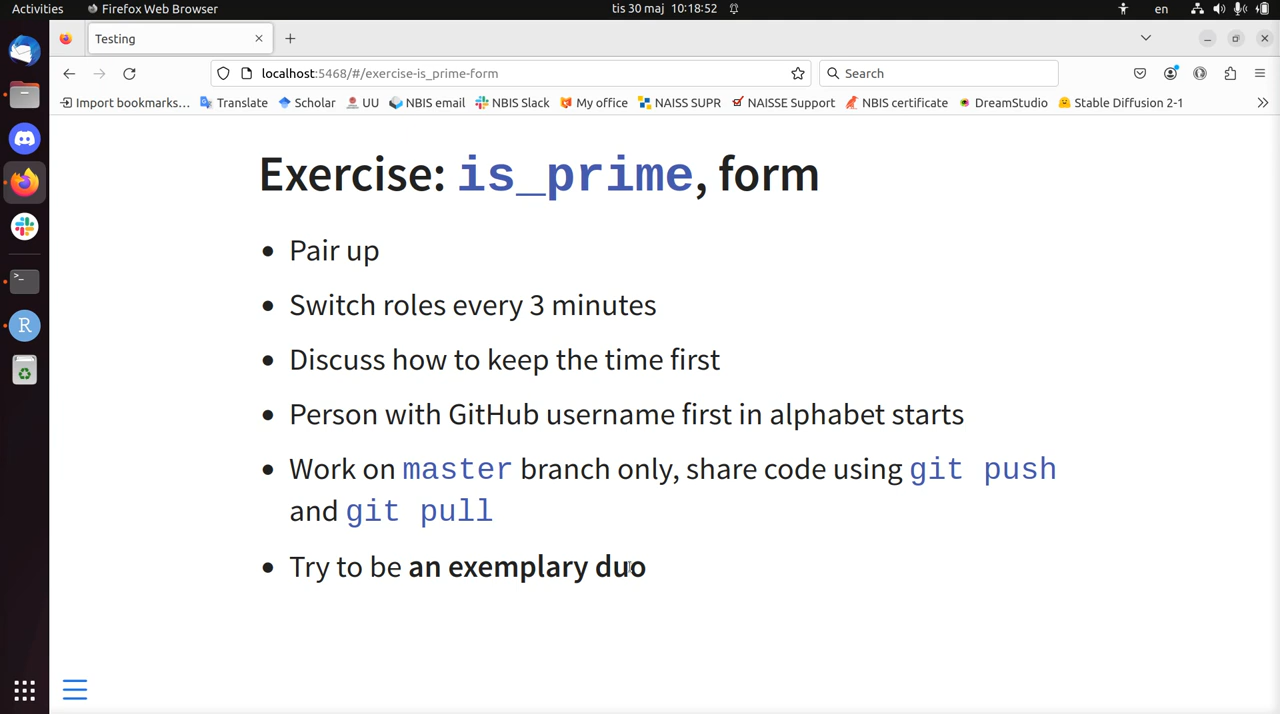 Activities Firefox Web Browser tis 30 maj 10:18:52 en
Testing
localhost:5468/#/exercise-is_prime-form Search
Import bookmarks... Translate Scholar UU NBIS email NBIS Slack My office NAISS SUPR NAISSE Support NBIS certificate DreamStudio Stable Diffusion 2-1
Exercise: is_prime, form
• Pair up
• Switch roles every 3 minutes
• Discuss how to keep the time first
• Person with GitHub username first in alphabet starts
• Work on master branch only, share code using git push
and git pull
• Try to be an exemplary duo